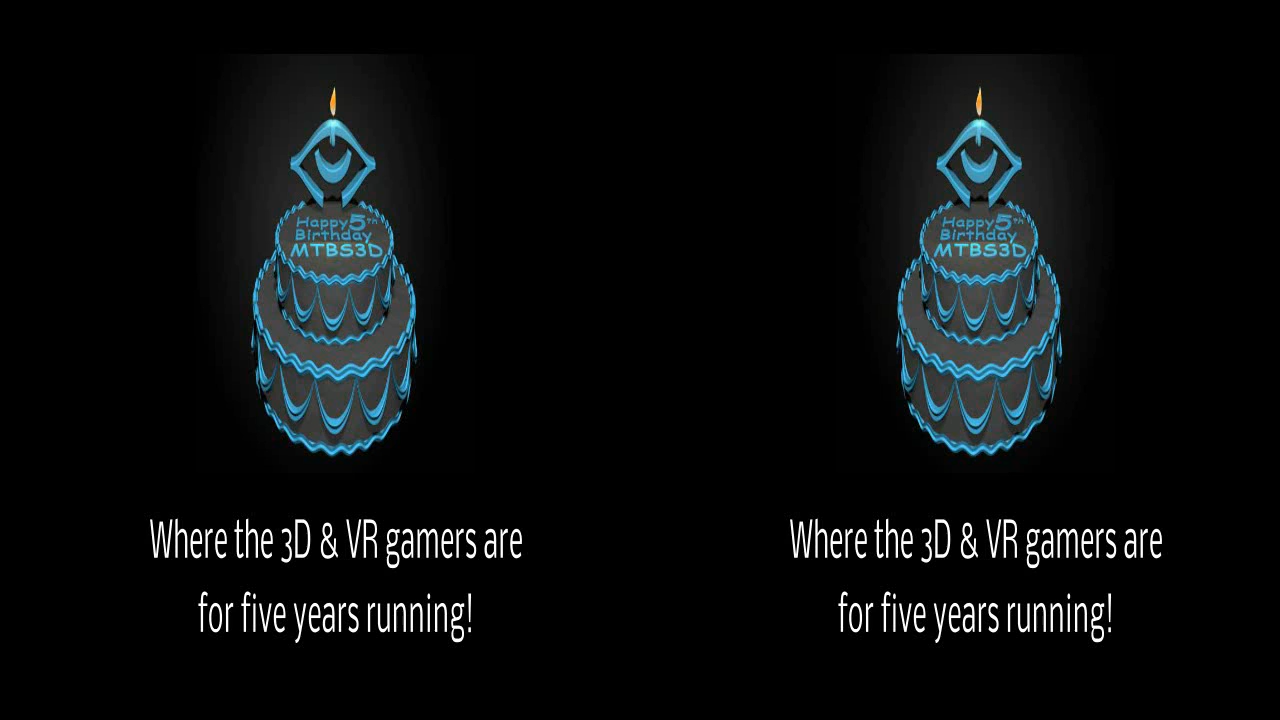 Happy 5th
Birthday
MTBS3D
Where the 3D & VR gamers are
for five years running!
Happy 5th
Birthday
MTBS3D
Where the 3D & VR gamers are
for five years running!